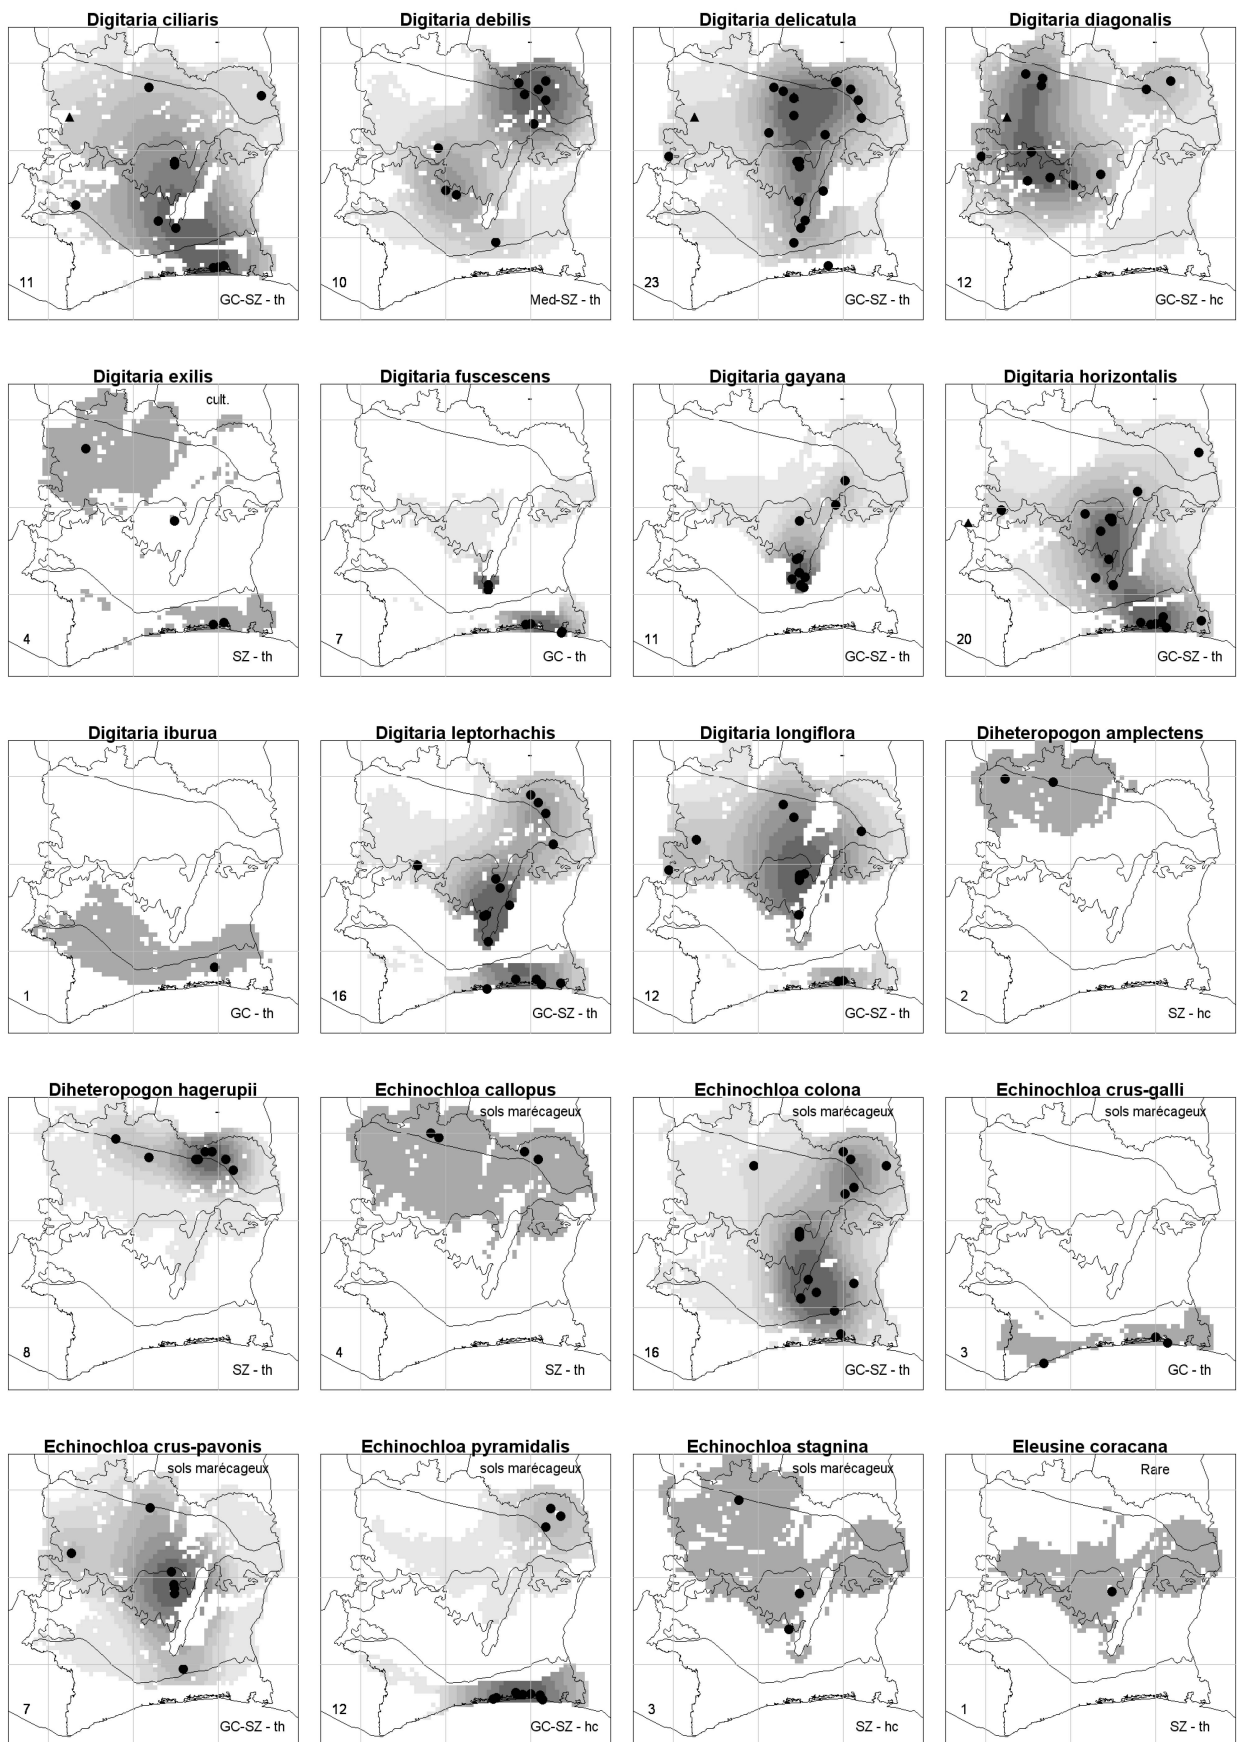 Digitaria ciliaris
11
GC-SZ - th
Digitaria debilis
10
Med-SZ - th
Digitaria delicatula
23
GC-SZ - th
Digitaria diagonalis
12
GC-SZ - hc
Digitaria exilis
cult.
4
SZ - th
Digitaria fuscescens
7
GC - th
Digitaria gayana
11
GC-SZ - th
Digitaria horizontalis
20
GC-SZ - th
Digitaria iburua
1
GC - th
Digitaria leptorhachis
16
GC-SZ - th
Digitaria longiflora
12
GC-SZ - th
Diheteropogon amplectens
2
SZ - hc
Diheteropogon hagerupii
8
SZ - th
Echinochloa callopus
sols marécageux
4
SZ - th
Echinochloa colona
sols marécageux
16
GC-SZ - th
Echinochloa crus-galli
sols marécageux
3
GC - th
Echinochloa crus-pavonis
sols marécageux
7
GC-SZ - th
Echinochloa pyramidalis
sols marécageux
12
GC-SZ - hc
Echinochloa stagnina
sols marécageux
3
SZ - hc
Eleusine coracana
Rare
1
SZ - th